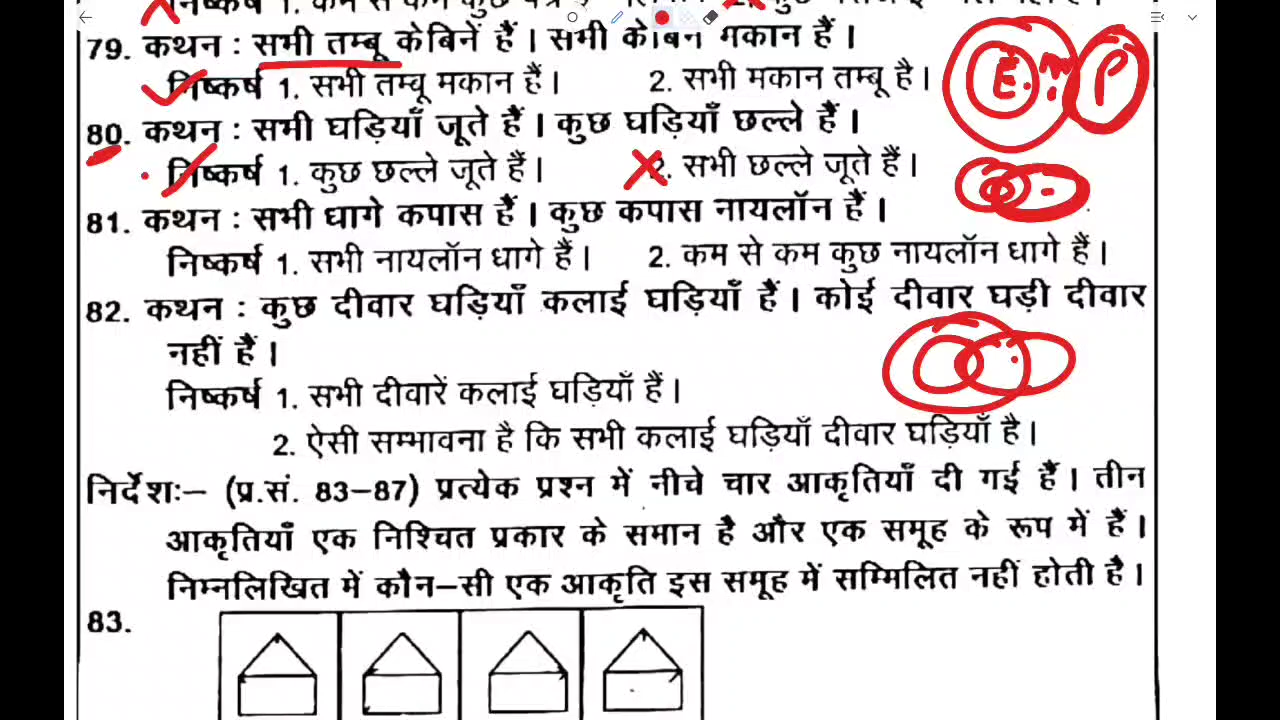 79. कथन : सभी तम्बू केबिनें हैं। सभी केबिन मकान हैं।
निष्कर्ष 1. सभी तम्बू मकान हैं। 2. सभी मकान तम्बू है।
80. कथन : सभी घड़ियाँ जूते हैं। कुछ घड़ियाँ छल्ले हैं।
निष्कर्ष 1. कुछ छल्ले जूते हैं। 2. सभी छल्ले जूते हैं।
81. कथन : सभी धागे कपास हैं। कुछ कपास नायलॉन हैं।
निष्कर्ष 1. सभी नायलॉन धागे हैं। 2. कम से कम कुछ नायलॉन धागे हैं।
82. कथन : कुछ दीवार घड़ियाँ कलाई घड़ियाँ हैं। कोई दीवार घड़ी दीवार
नहीं हैं।
निष्कर्ष 1. सभी दीवारें कलाई घड़ियाँ हैं।
2. ऐसी सम्भावना है कि सभी कलाई घड़ियाँ दीवार घड़ियाँ है।
निर्देशः– (प्र.सं. 83–87) प्रत्येक प्रश्न में नीचे चार आकृतियाँ दी गई हैं। तीन
आकृतियाँ एक निश्चित प्रकार के समान है और एक समूह के रूप में हैं।
निम्नलिखित में कौन–सी एक आकृति इस समूह में सम्मिलित नहीं होती है।
83.
E
P